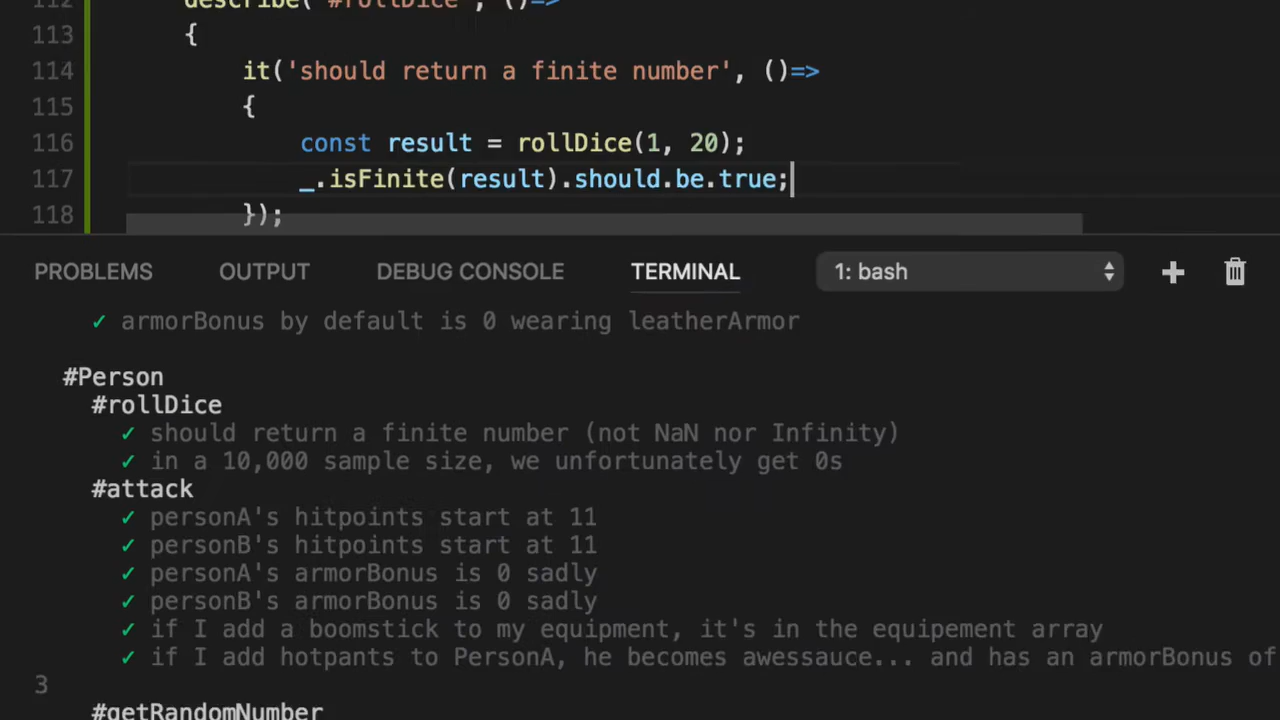 112 describe("#rollDice", ()=>
113 {
114 it('should return a finite number', ()=>
115 {
116 const result = rollDice(1, 20);
117 _.isFinite(result).should.be.true;
118 });
PROBLEMS OUTPUT DEBUG CONSOLE TERMINAL 1: bash
✓ armorBonus by default is 0 wearing leatherArmor
#Person
#rollDice
✓ should return a finite number (not NaN nor Infinity)
✓ in a 10,000 sample size, we unfortunately get 0s
#attack
✓ personA's hitpoints start at 11
✓ personB's hitpoints start at 11
✓ personA's armorBonus is 0 sadly
✓ personB's armorBonus is 0 sadly
✓ if I add a boomstick to my equipment, it's in the equipement array
✓ if I add hotpants to PersonA, he becomes awessauce... and has an armorBonus of
3
#getRandomNumber